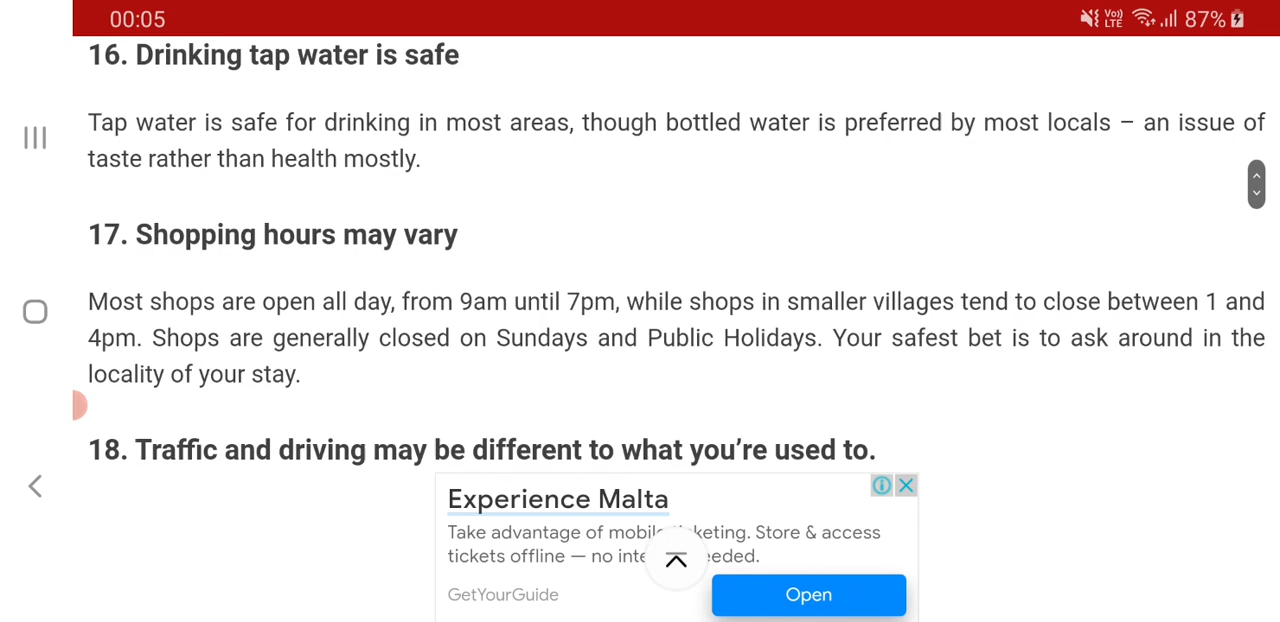 00:05
Vo))
LTE
87%
16. Drinking tap water is safe
Tap water is safe for drinking in most areas, though bottled water is preferred by most locals – an issue of
taste rather than health mostly.
17. Shopping hours may vary
Most shops are open all day, from 9am until 7pm, while shops in smaller villages tend to close between 1 and
4pm. Shops are generally closed on Sundays and Public Holidays. Your safest bet is to ask around in the
locality of your stay.
18. Traffic and driving may be different to what you’re used to.
Experience Malta
Take advantage of Store & access
tickets offline — no
GetYourGuide
Open